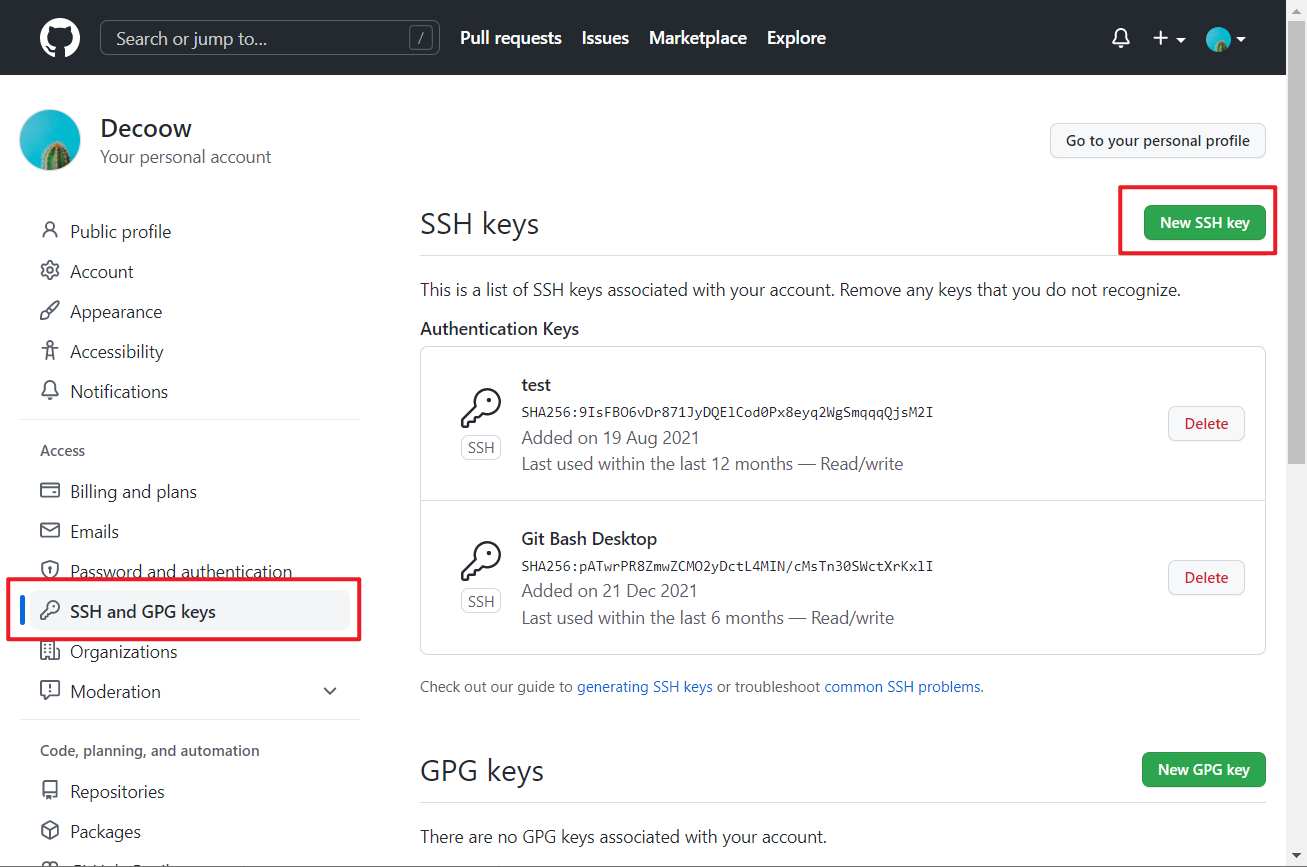 Search or jump to...
/
Pull requests
Issues
Marketplace
Explore
Decoow
Your personal account
Go to your personal profile
Public profile
Account
Appearance
Accessibility
Notifications
Access
Billing and plans
Emails
Password and authentication
SSH and GPG keys
Organizations
Moderation
Code, planning, and automation
Repositories
Packages
SSH keys
New SSH key
This is a list of SSH keys associated with your account. Remove any keys that you do not recognize.
Authentication Keys
test
SHA256:9IsFBO6vDr871JyDQElCod0Px8eyq2WgSmqqqQjsM2I
SSH
Added on 19 Aug 2021
Last used within the last 12 months — Read/write
Delete
Git Bash Desktop
SHA256:pATwrPR8ZmwZCMO2yDctL4MIN/cMsTn30SWctXrKxlI
SSH
Added on 21 Dec 2021
Last used within the last 6 months — Read/write
Delete
Check out our guide to generating SSH keys or troubleshoot common SSH problems.
GPG keys
New GPG key
There are no GPG keys associated with your account.